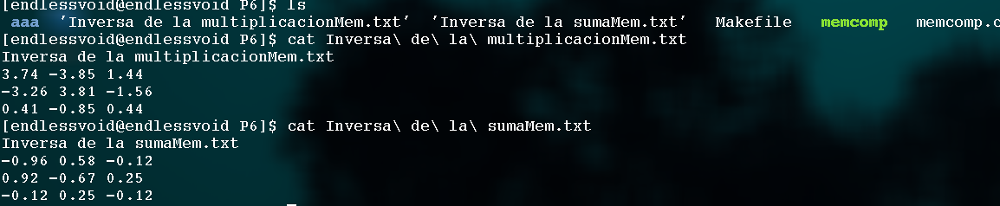 [endlessvoid@endlessvoid P6]$ ls
aaa 'Inversa de la multiplicacionMem.txt' 'Inversa de la sumaMem.txt' Makefile memcomp memcomp.c
[endlessvoid@endlessvoid P6]$ cat Inversa\ de\ la\ multiplicacionMem.txt
Inversa de la multiplicacionMem.txt
3.74 -3.85 1.44
-3.26 3.81 -1.56
0.41 -0.85 0.44
[endlessvoid@endlessvoid P6]$ cat Inversa\ de\ la\ sumaMem.txt
Inversa de la sumaMem.txt
-0.96 0.58 -0.12
0.92 -0.67 0.25
-0.12 0.25 -0.12